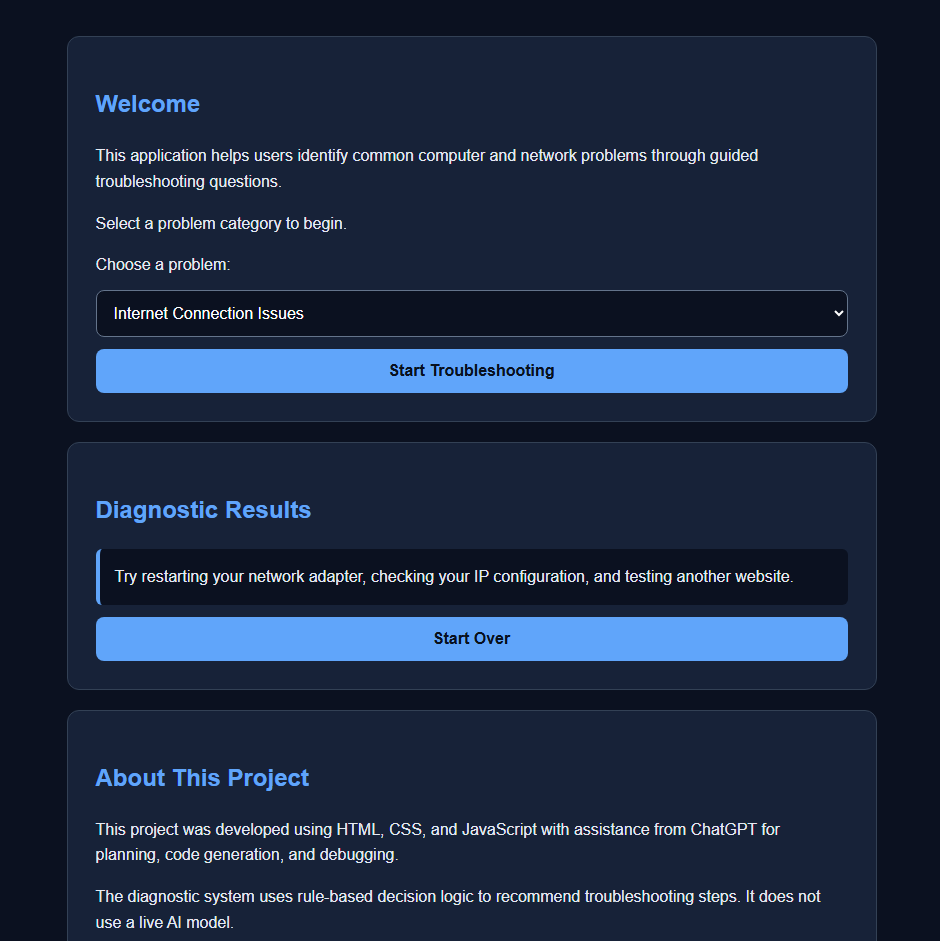 Welcome
This application helps users identify common computer and network problems through guided
troubleshooting questions.
Select a problem category to begin.
Choose a problem:
Internet Connection Issues
Start Troubleshooting
Diagnostic Results
Try restarting your network adapter, checking your IP configuration, and testing another website.
Start Over
About This Project
This project was developed using HTML, CSS, and JavaScript with assistance from ChatGPT for
planning, code generation, and debugging.
The diagnostic system uses rule-based decision logic to recommend troubleshooting steps. It does not
use a live AI model.